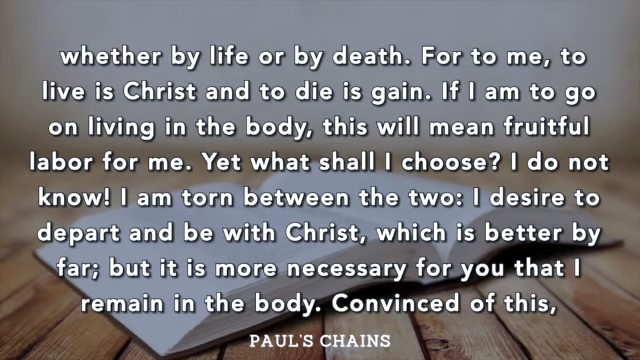 whether by life or by death. For to me, to
live is Christ and to die is gain. If I am to go
on living in the body, this will mean fruitful
labor for me. Yet what shall I choose? I do not
know! I am torn between the two: I desire to
depart and be with Christ, which is better by
far; but it is more necessary for you that I
remain in the body. Convinced of this,
PAUL'S CHAINS